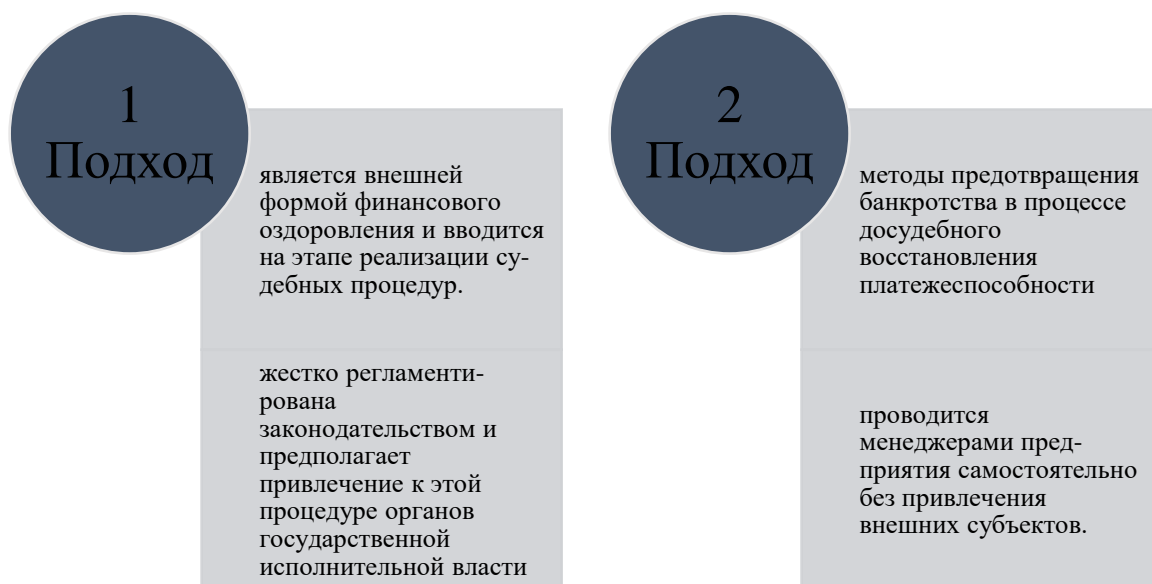 1
Подход
является внешней
формой финансового
оздоровления и вводится
на этапе реализации су-
дебных процедур.
жестко регламенти-
рована
законодательством и
предполагает
привлечение к этой
процедуре органов
государственной
исполнительной власти
2
Подход
методы предотвращения
банкротства в процессе
досудебного
восстановления
платежеспособности
проводится
менеджерами пред-
приятия самостоятельно
без привлечения
внешних субъектов.